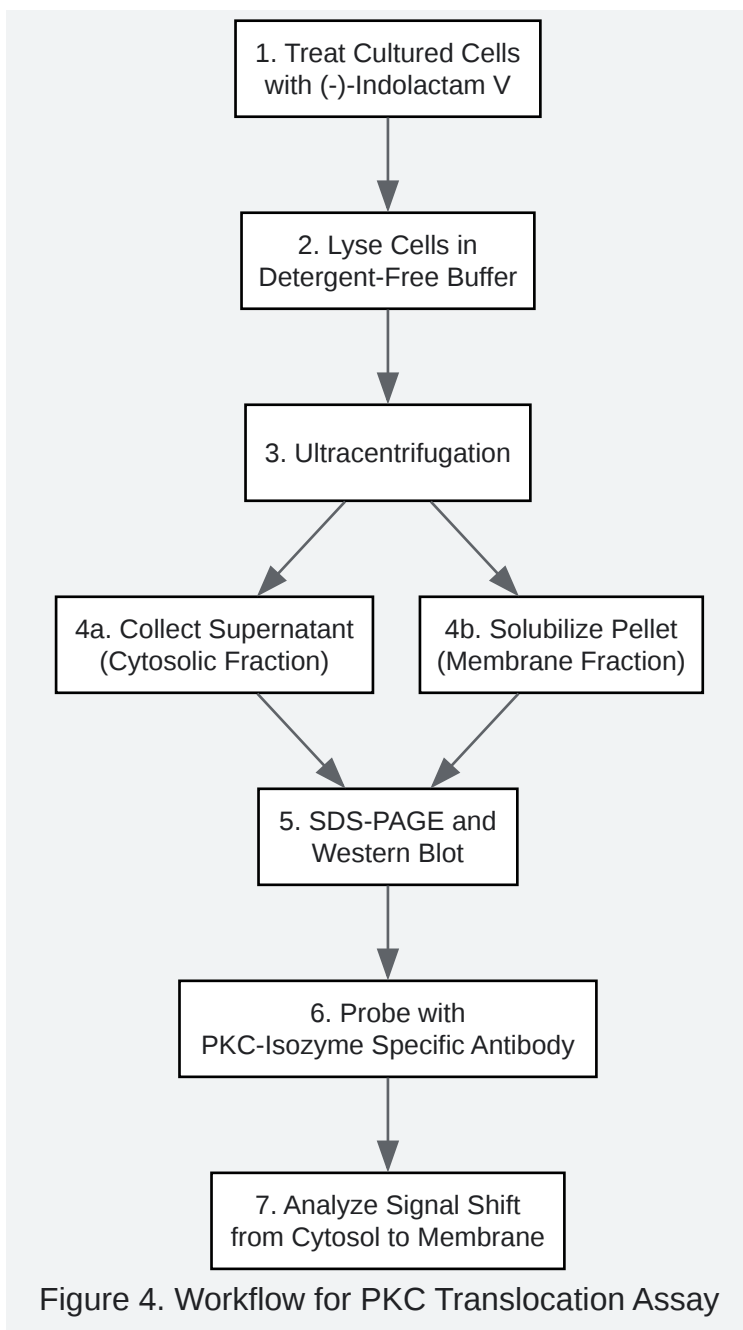 1. Treat Cultured Cells
with (-)-Indolactam V
2. Lyse Cells in
Detergent-Free Buffer
3. Ultracentrifugation
4a. Collect Supernatant
(Cytosolic Fraction)
4b. Solubilize Pellet
(Membrane Fraction)
5. SDS-PAGE and
Western Blot
6. Probe with
PKC-Isozyme Specific Antibody
7. Analyze Signal Shift
from Cytosol to Membrane
Figure 4. Workflow for PKC Translocation Assay